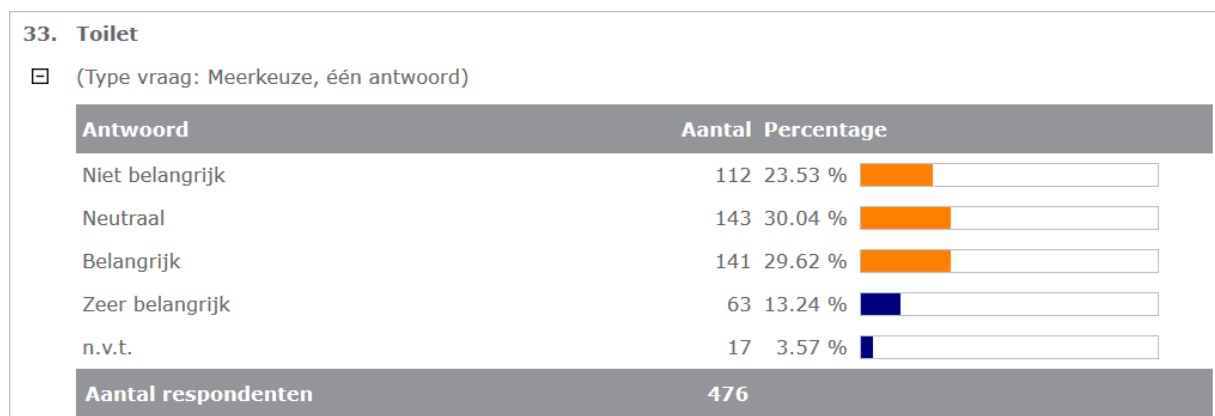 33. Toilet
(Type vraag: Meerkeuze, één antwoord)
Antwoord Aantal Percentage
Niet belangrijk 112 23.53 %
Neutraal 143 30.04 %
Belangrijk 141 29.62 %
Zeer belangrijk 63 13.24 %
n.v.t. 17 3.57 %
Aantal respondenten 476